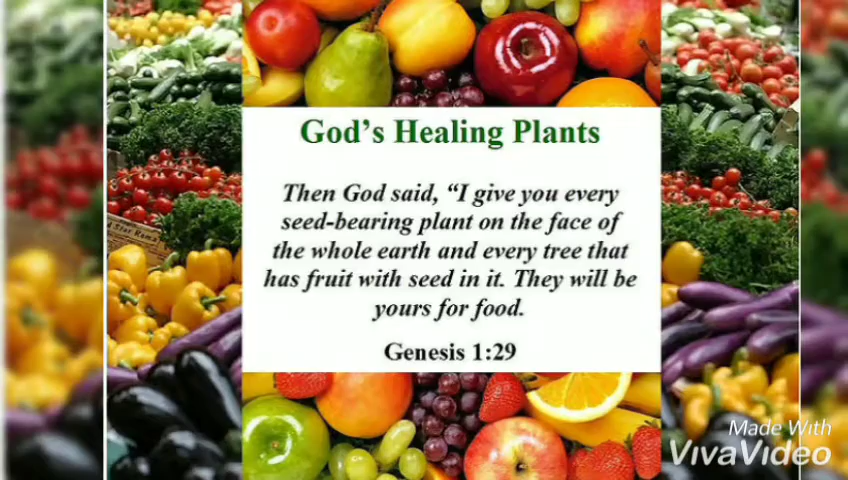 God's Healing Plants
Then God said, "I give you every
seed-bearing plant on the face of
the whole earth and every tree that
has fruit with seed in it. They will be
yours for food.
Genesis 1:29
Made With
VivaVideo